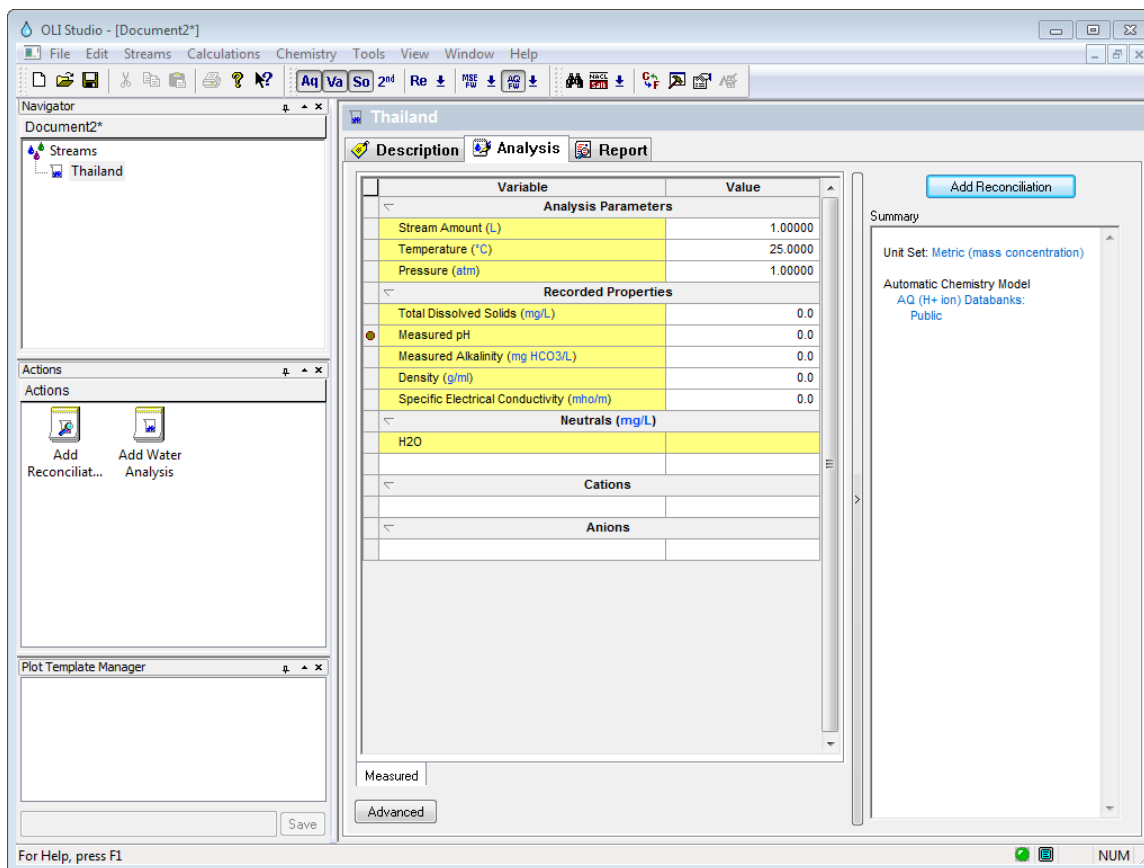 OLI Studio - [Document2*]
File Edit Streams Calculations Chemistry Tools View Window Help
Aq Va So 2nd Re MSE FW AQ FW NACL
Navigator
Document2*
Streams
Thailand
Actions
Actions
Add Reconciliat...
Add Water Analysis
Plot Template Manager
Save
Thailand
Description Analysis Report
Variable Value
Analysis Parameters
Stream Amount (L) 1.00000
Temperature (°C) 25.0000
Pressure (atm) 1.00000
Recorded Properties
Total Dissolved Solids (mg/L) 0.0
Measured pH 0.0
Measured Alkalinity (mg HCO3/L) 0.0
Density (g/ml) 0.0
Specific Electrical Conductivity (mho/m) 0.0
Neutrals (mg/L)
H2O
Cations
Anions
Measured
Advanced
Add Reconciliation
Summary
Unit Set: Metric (mass concentration)
Automatic Chemistry Model
AQ (H+ ion) Databanks:
Public
For Help, press F1
NUM